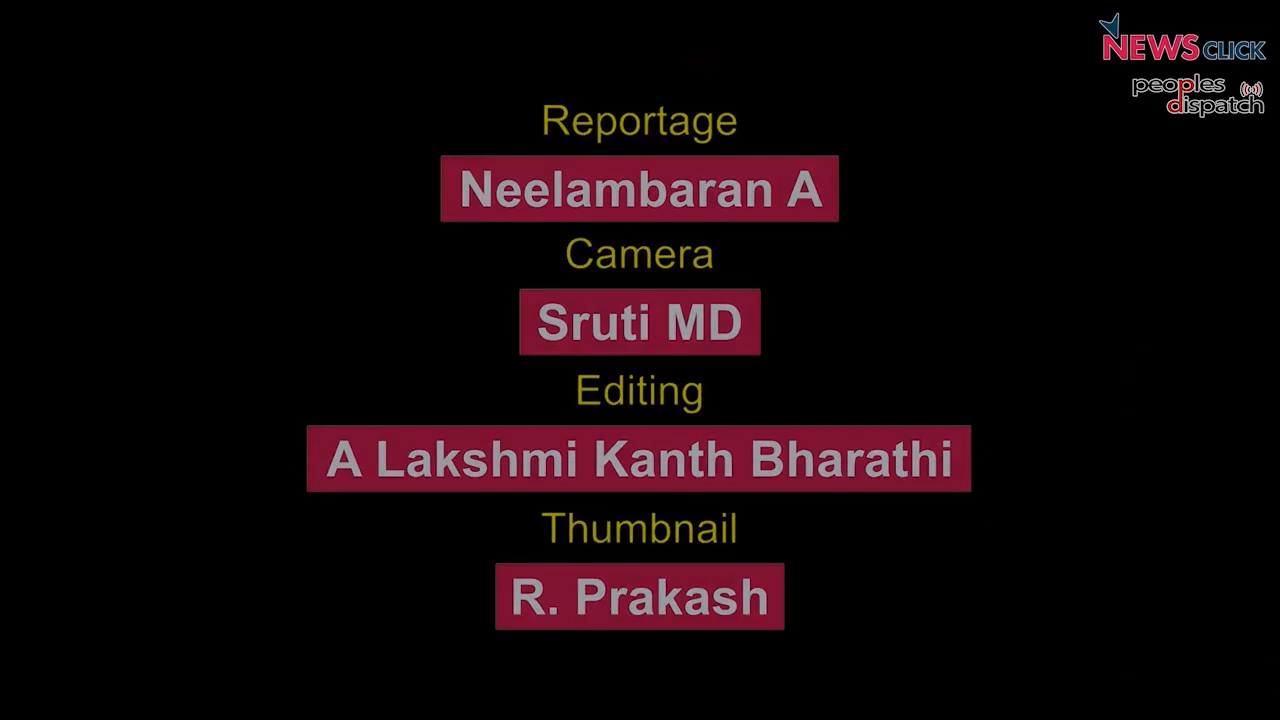 NEWSCLICK
peoples
dispatch
Reportage
Neelambaran A
Camera
Sruti MD
Editing
A Lakshmi Kanth Bharathi
Thumbnail
R. Prakash